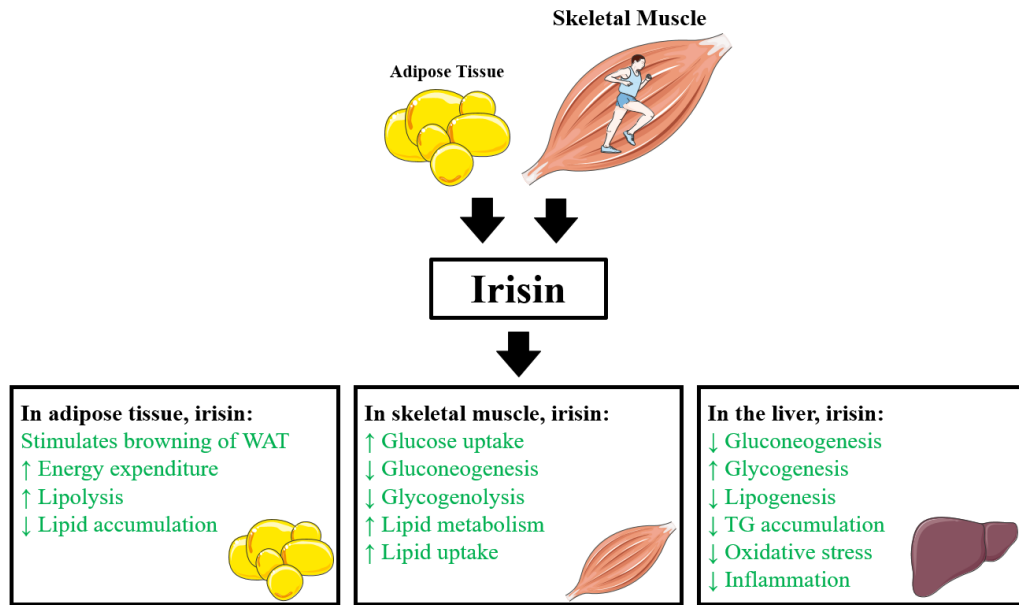 Skeletal Muscle
Adipose Tissue
Irisin
In adipose tissue, irisin:
Stimulates browning of WAT
↑ Energy expenditure
↑ Lipolysis
↓ Lipid accumulation
In skeletal muscle, irisin:
↑ Glucose uptake
↓ Gluconeogenesis
↓ Glycogenolysis
↑ Lipid metabolism
↑ Lipid uptake
In the liver, irisin:
↓ Gluconeogenesis
↑ Glycogenesis
↓ Lipogenesis
↓ TG accumulation
↓ Oxidative stress
↓ Inflammation